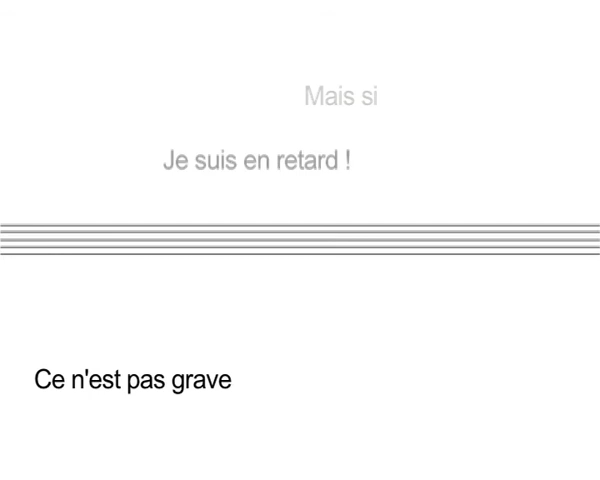 Mais si
Je suis en retard !
Ce n'est pas grave